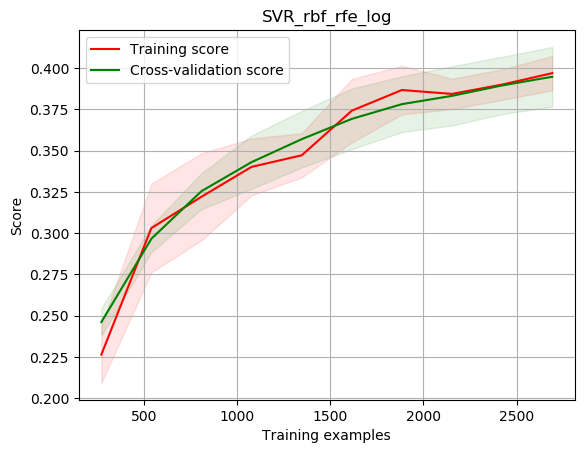 SVR_rbf_rfe_log
Training score
Cross-validation score
0.400
0.375
0.350
0.325
0.300
0.275
0.250
0.225
0.200
Score
500
1000
1500
2000
2500
Training examples